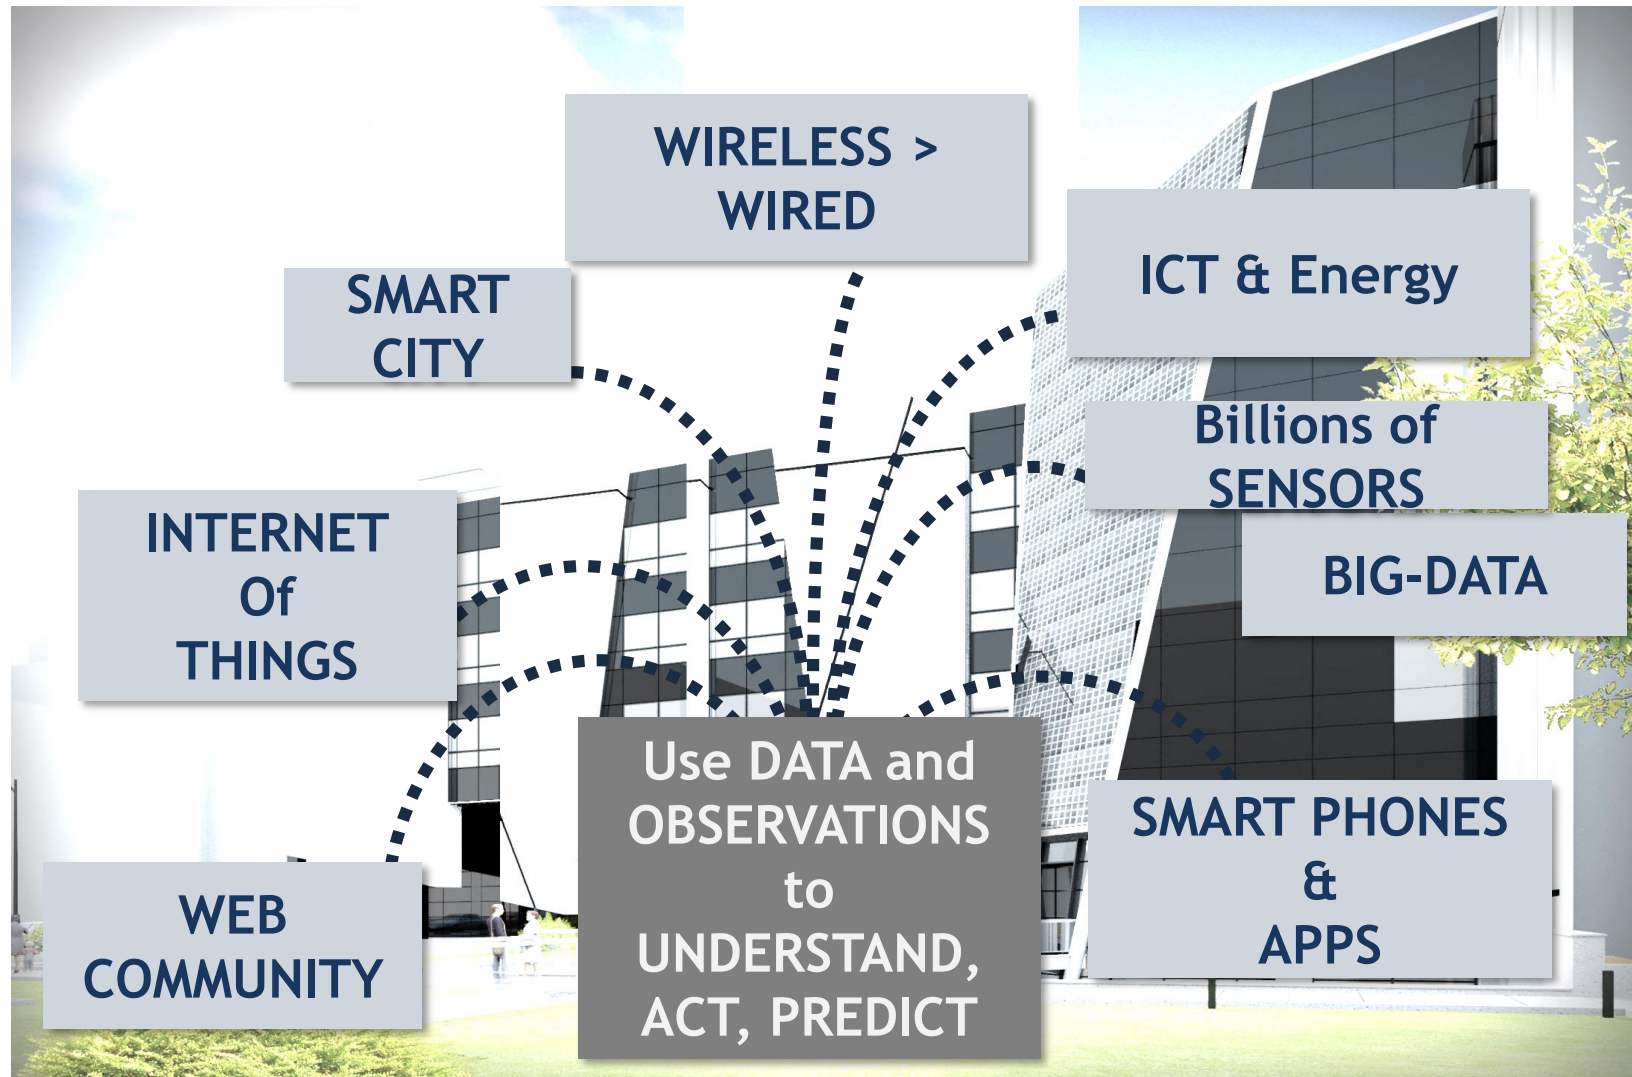 WIRELESS >
WIRED
ICT & Energy
SMART
CITY
Billions of
SENSORS
INTERNET
Of
THINGS
BIG-DATA
Use DATA and
OBSERVATIONS
to
UNDERSTAND,
ACT, PREDICT
SMART PHONES
&
APPS
WEB
COMMUNITY